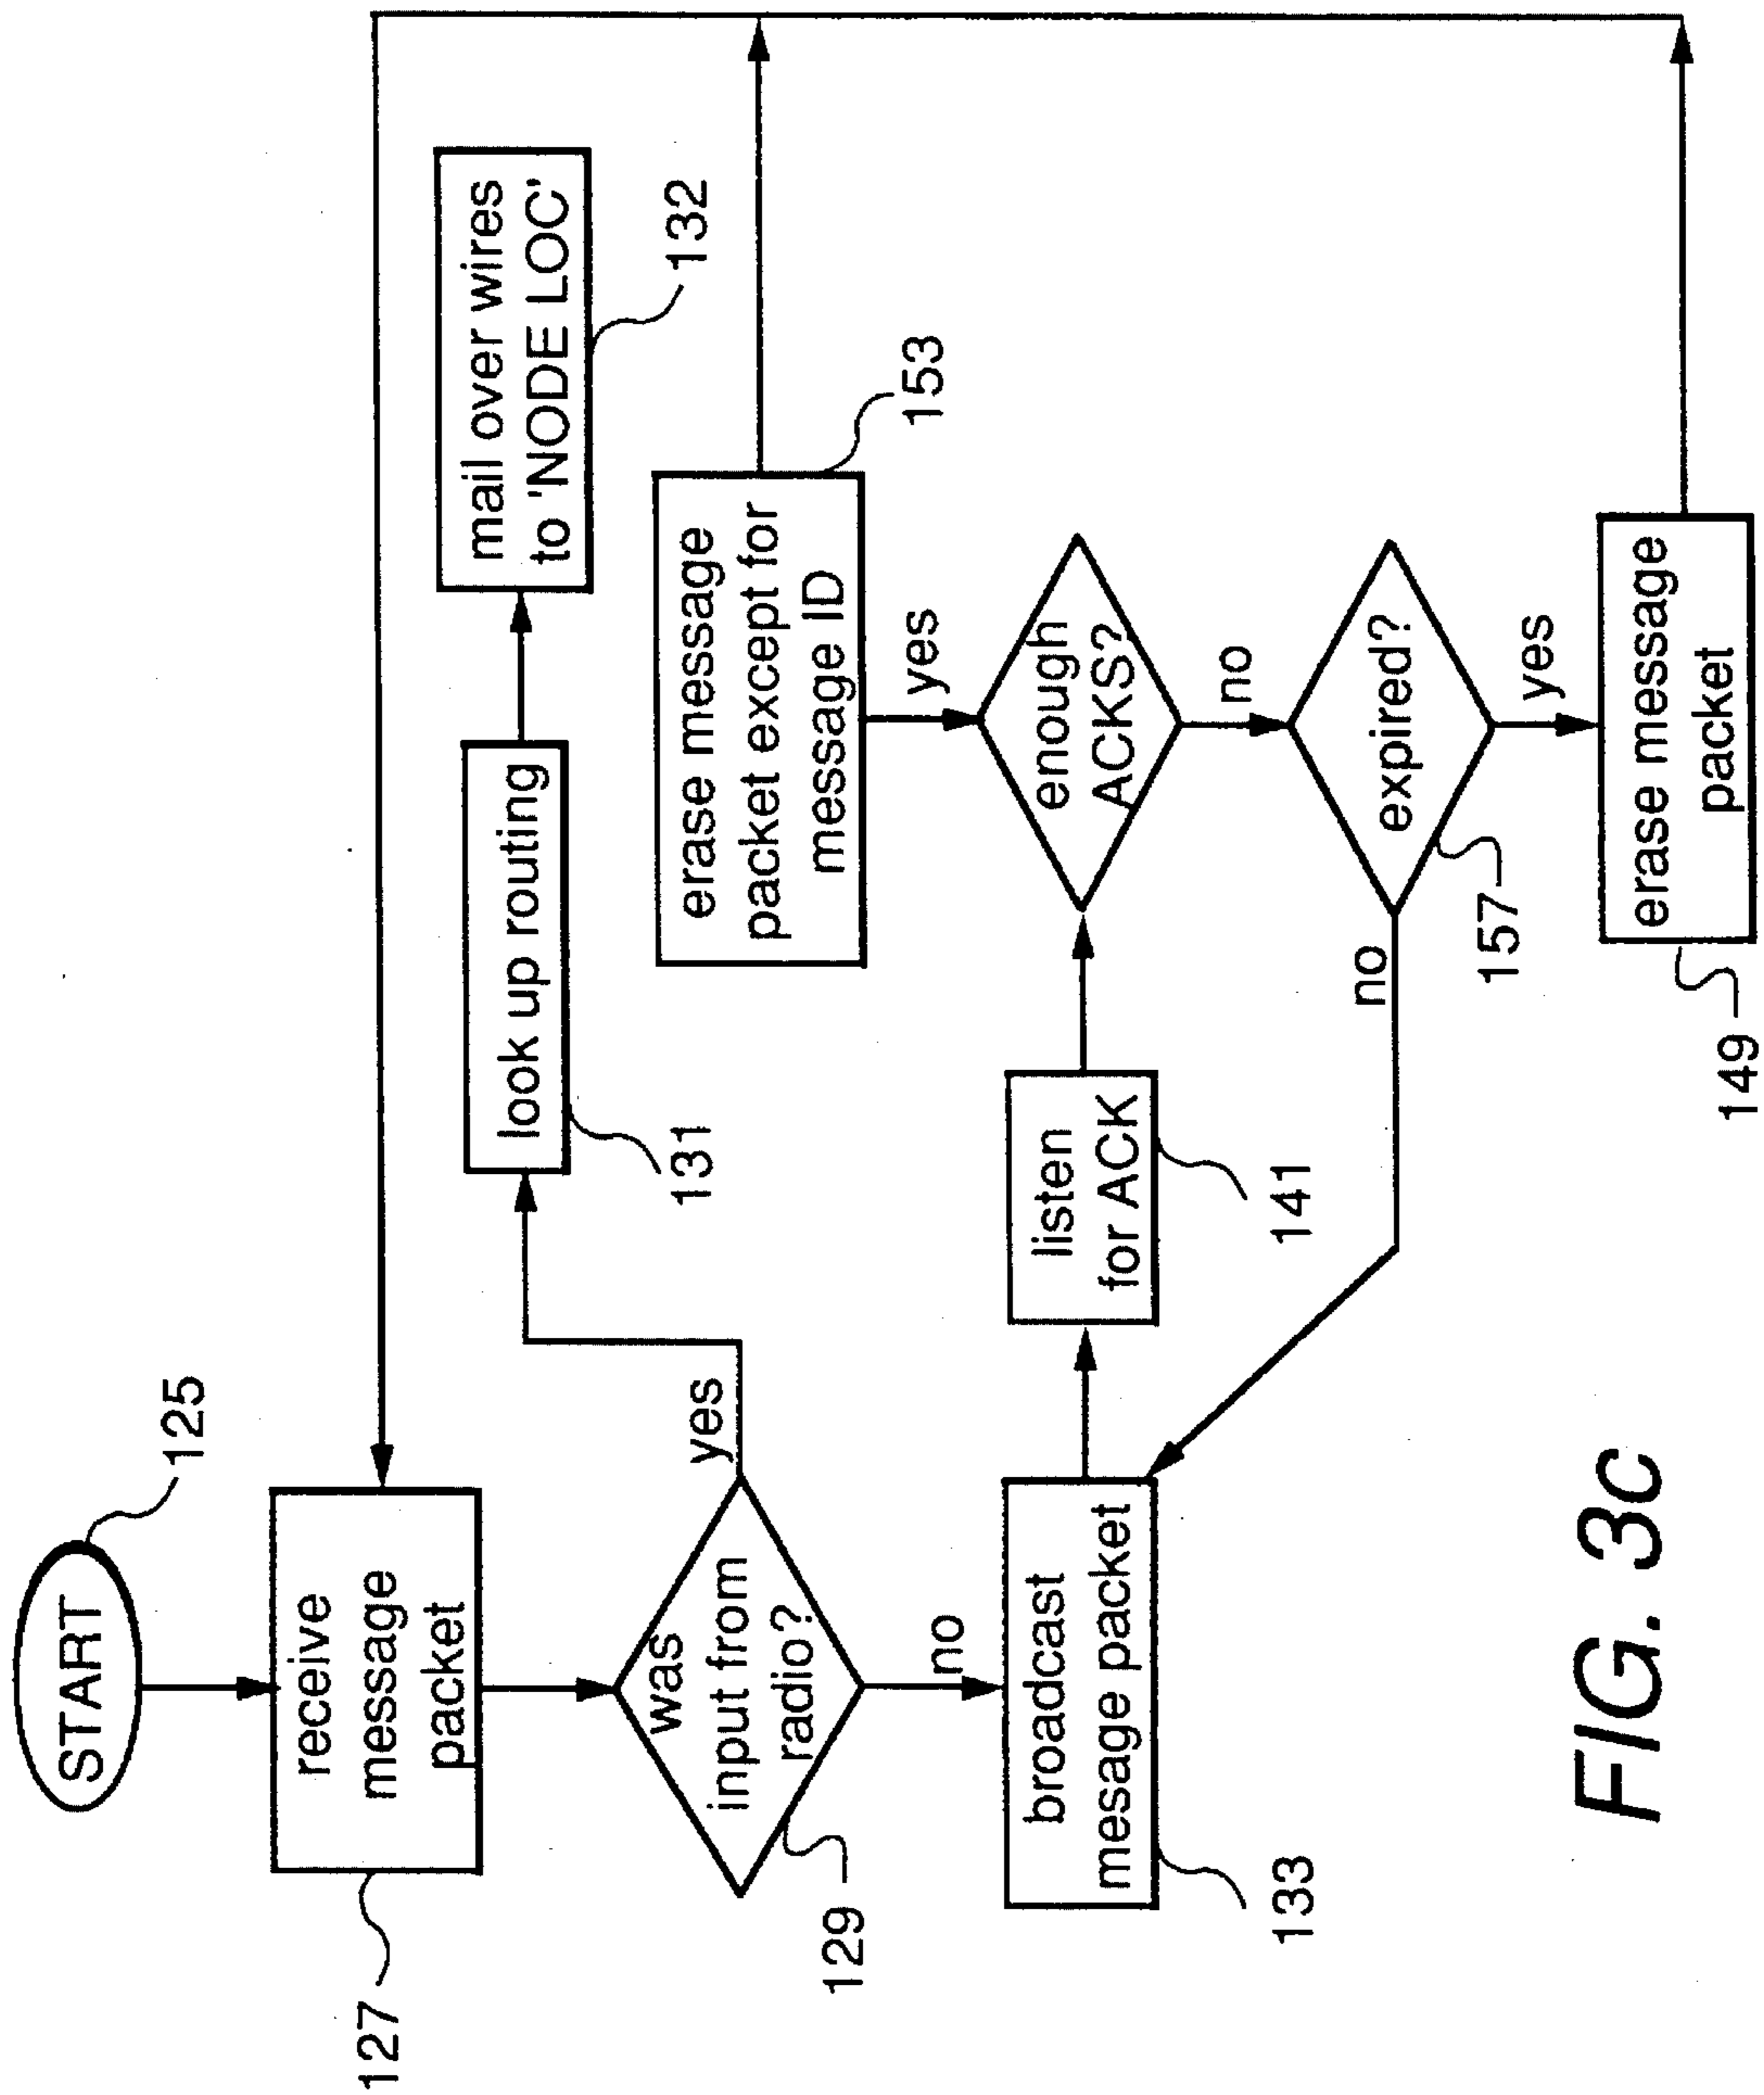 START
125
receive
message
packet
127
was
input from
radio?
129
yes
look up routing
131
mail over wires
to 'NODE LOC'
132
no
broadcast
message packet
133
listen
for ACK
141
enough
ACKS?
yes
erase message
packet except for
message ID
153
no
expired?
157
no
yes
erase message
packet
149
FIG. 3c